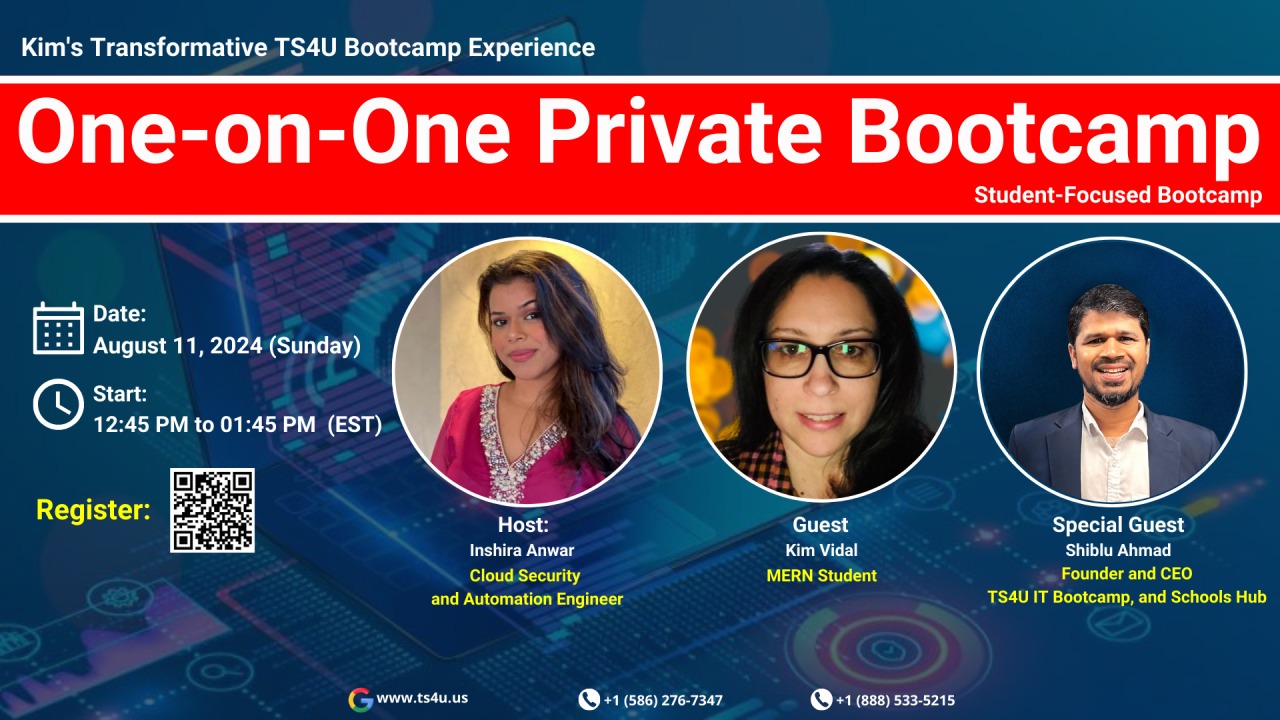 Kim's Transformative TS4U Bootcamp Experience
One-on-One Private Bootcamp
Student-Focused Bootcamp
Date:
August 11, 2024 (Sunday)
Start:
12:45 PM to 01:45 PM (EST)
Register:
Host:
Inshira Anwar
Cloud Security
and Automation Engineer
Guest
Kim Vidal
MERN Student
Special Guest
Shiblu Ahmad
Founder and CEO
TS4U IT Bootcamp, and Schools Hub
www.ts4u.us
+1 (586) 276-7347
+1 (888) 533-5215